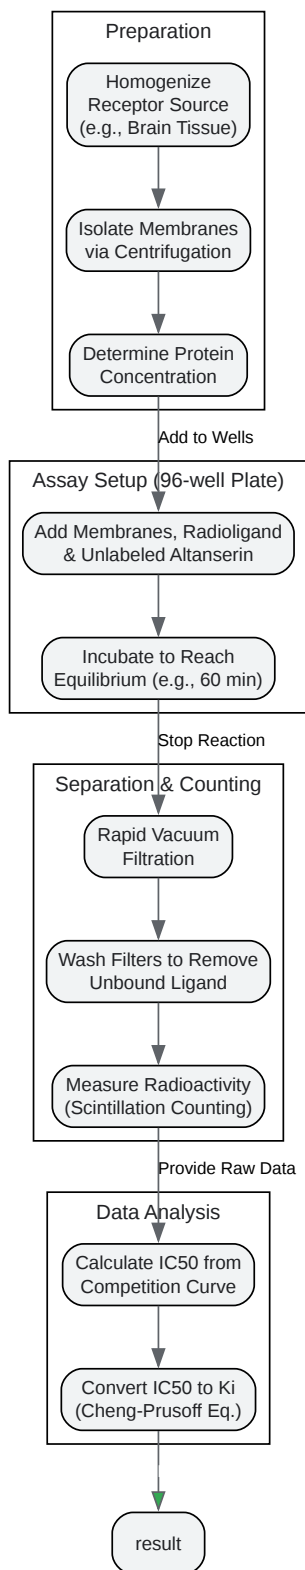 Preparation
Homogenize
Receptor Source
(e.g., Brain Tissue)
Isolate Membranes
via Centrifugation
Determine Protein
Concentration
Add to Wells
Assay Setup (96-well Plate)
Add Membranes, Radioligand
& Unlabeled Altanserin
Incubate to Reach
Equilibrium (e.g., 60 min)
Stop Reaction
Separation & Counting
Rapid Vacuum
Filtration
Wash Filters to Remove
Unbound Ligand
Measure Radioactivity
(Scintillation Counting)
Provide Raw Data
Data Analysis
Calculate IC50 from
Competition Curve
Convert IC50 to Ki
(Cheng-Prusoff Eq.)
result